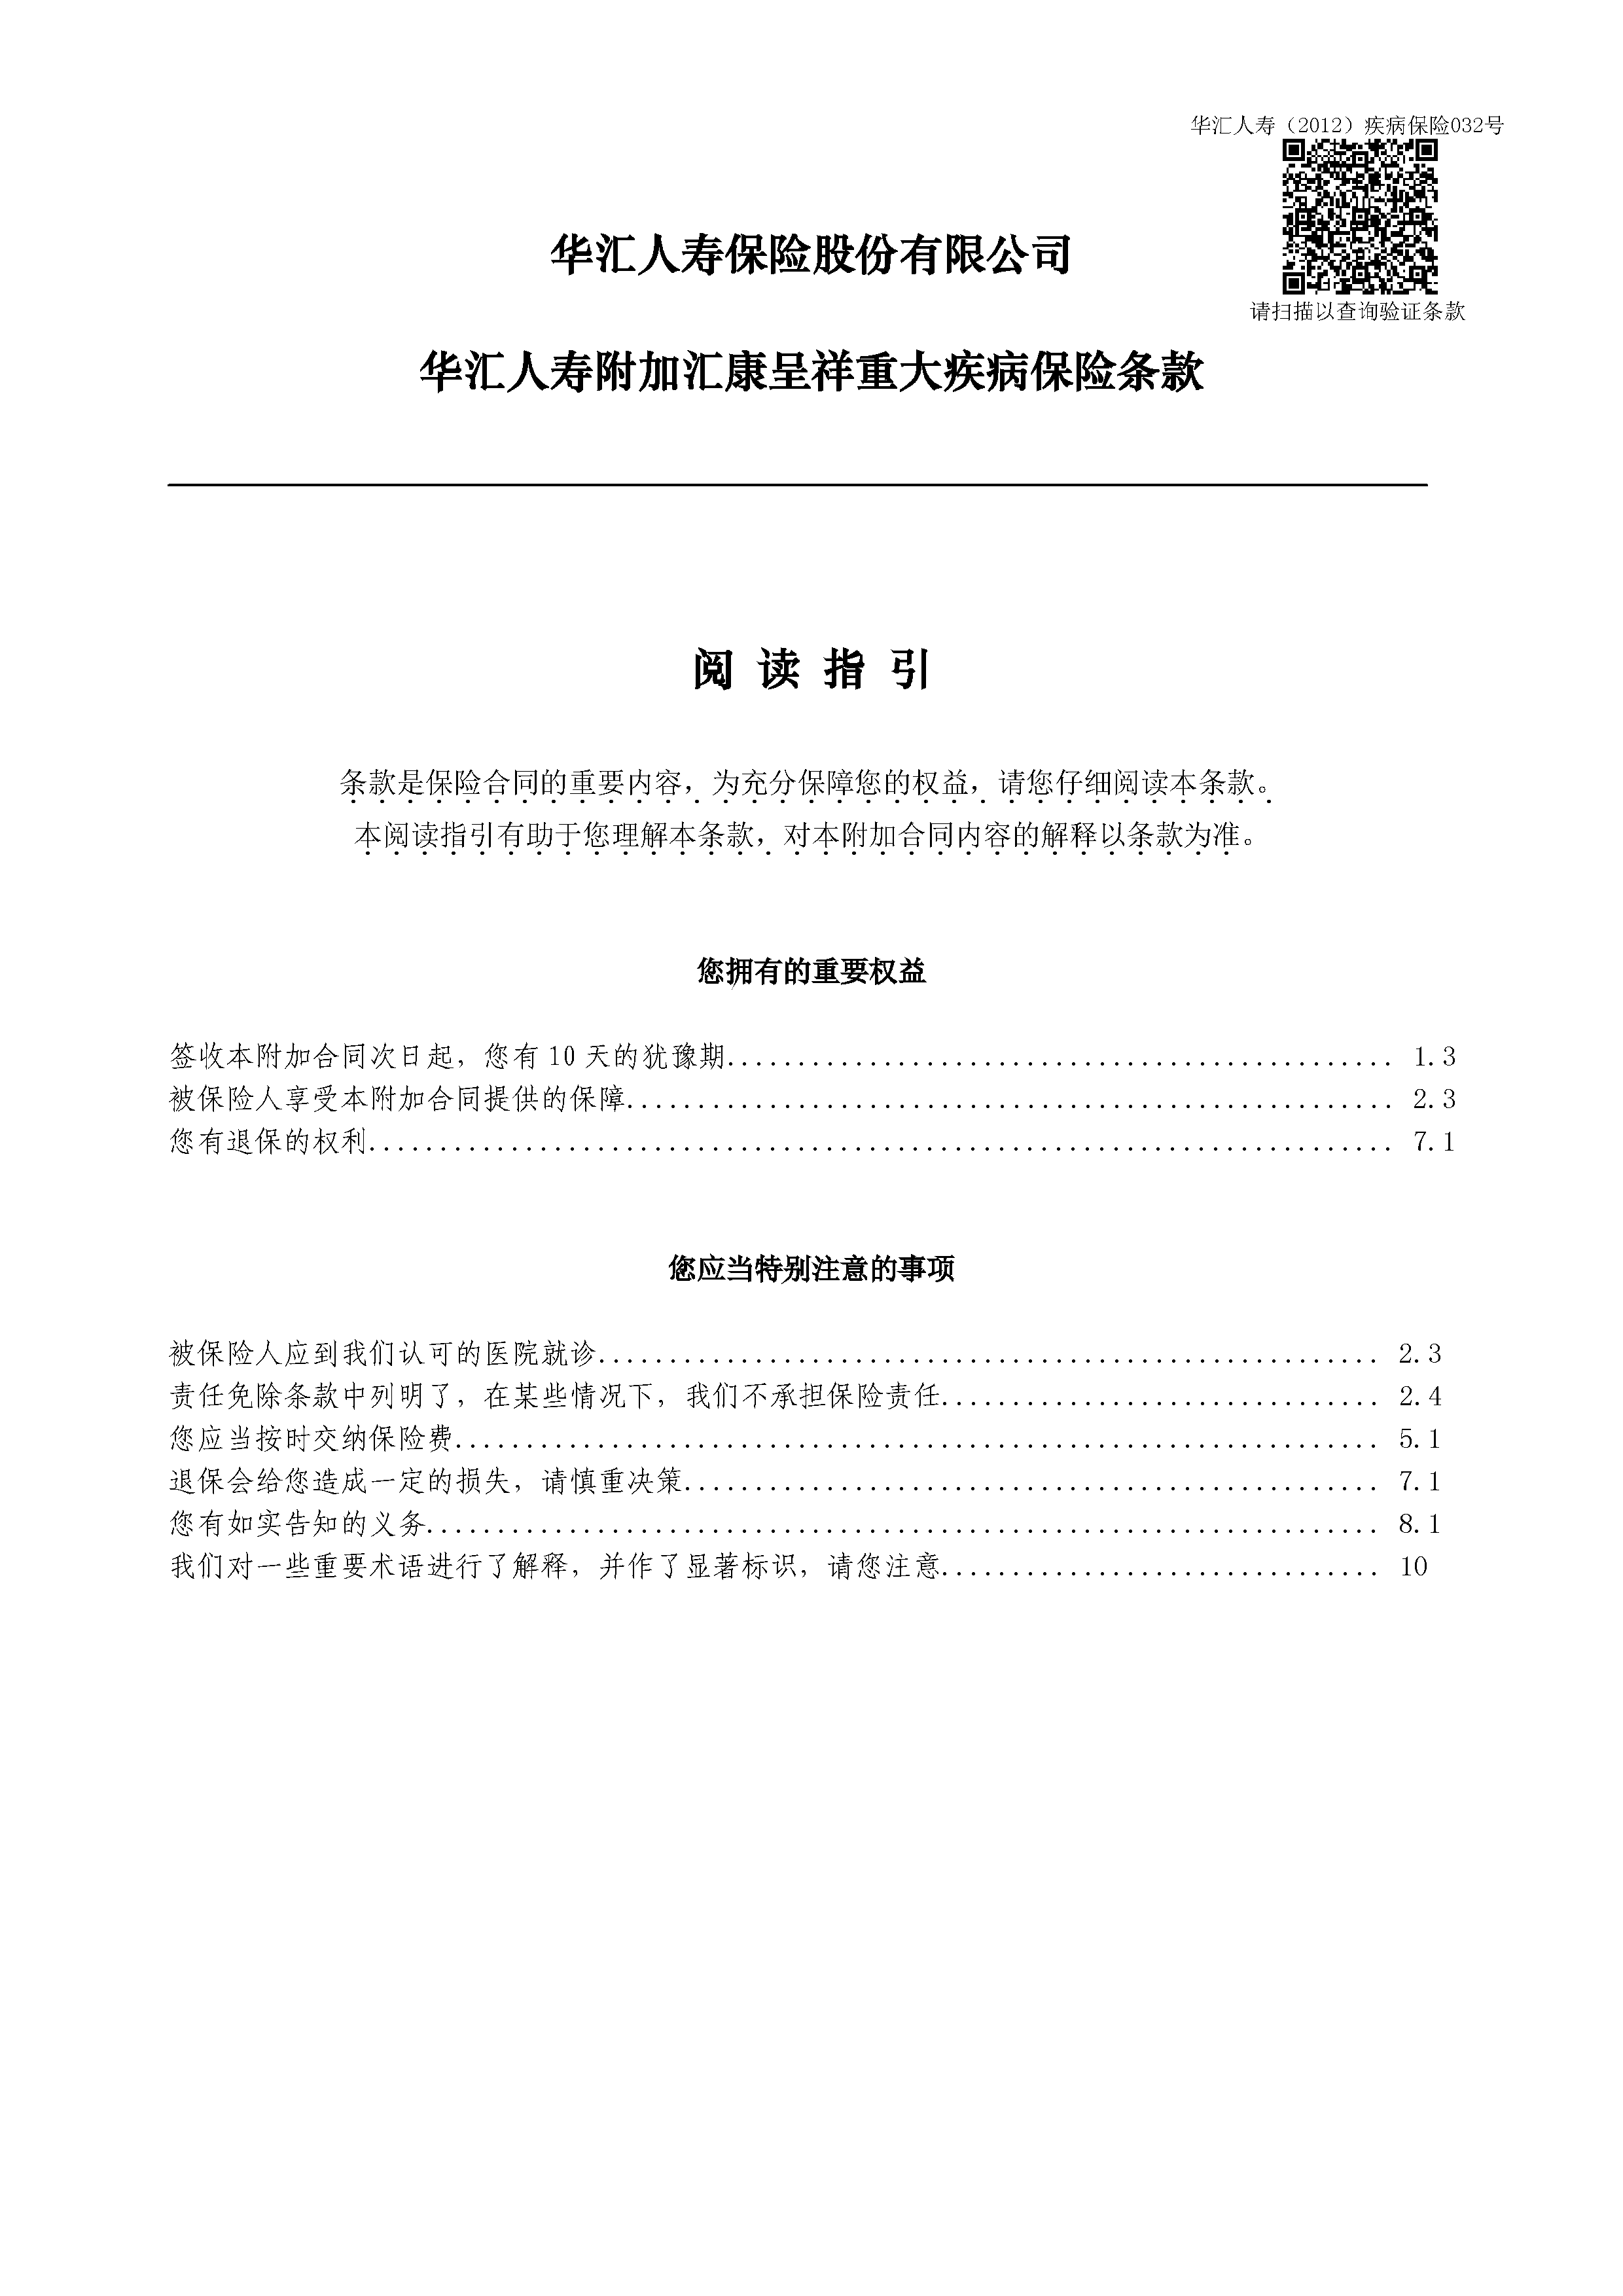 华汇人寿（2012）疾病保险032号
请扫描以查询验证条款
华汇人寿保险股份有限公司
华汇人寿附加汇康呈祥重大疾病保险条款
阅 读 指 引
条款是保险合同的重要内容，为充分保障您的权益，请您仔细阅读本条款。
本阅读指引有助于您理解本条款，对本附加合同内容的解释以条款为准。
您拥有的重要权益
签收本附加合同次日起，您有 10 天的犹豫期............................................... 1.3
被保险人享受本附加合同提供的保障...................................................... 2.3
您有退保的权利........................................................................ 7.1
您应当特别注意的事项
被保险人应到我们认可的医院就诊....................................................... 2.3
责任免除条款中列明了，在某些情况下，我们不承担保险责任............................... 2.4
您应当按时交纳保险费................................................................. 5.1
退保会给您造成一定的损失，请慎重决策................................................. 7.1
您有如实告知的义务................................................................... 8.1
我们对一些重要术语进行了解释，并作了显著标识，请您注意............................... 10